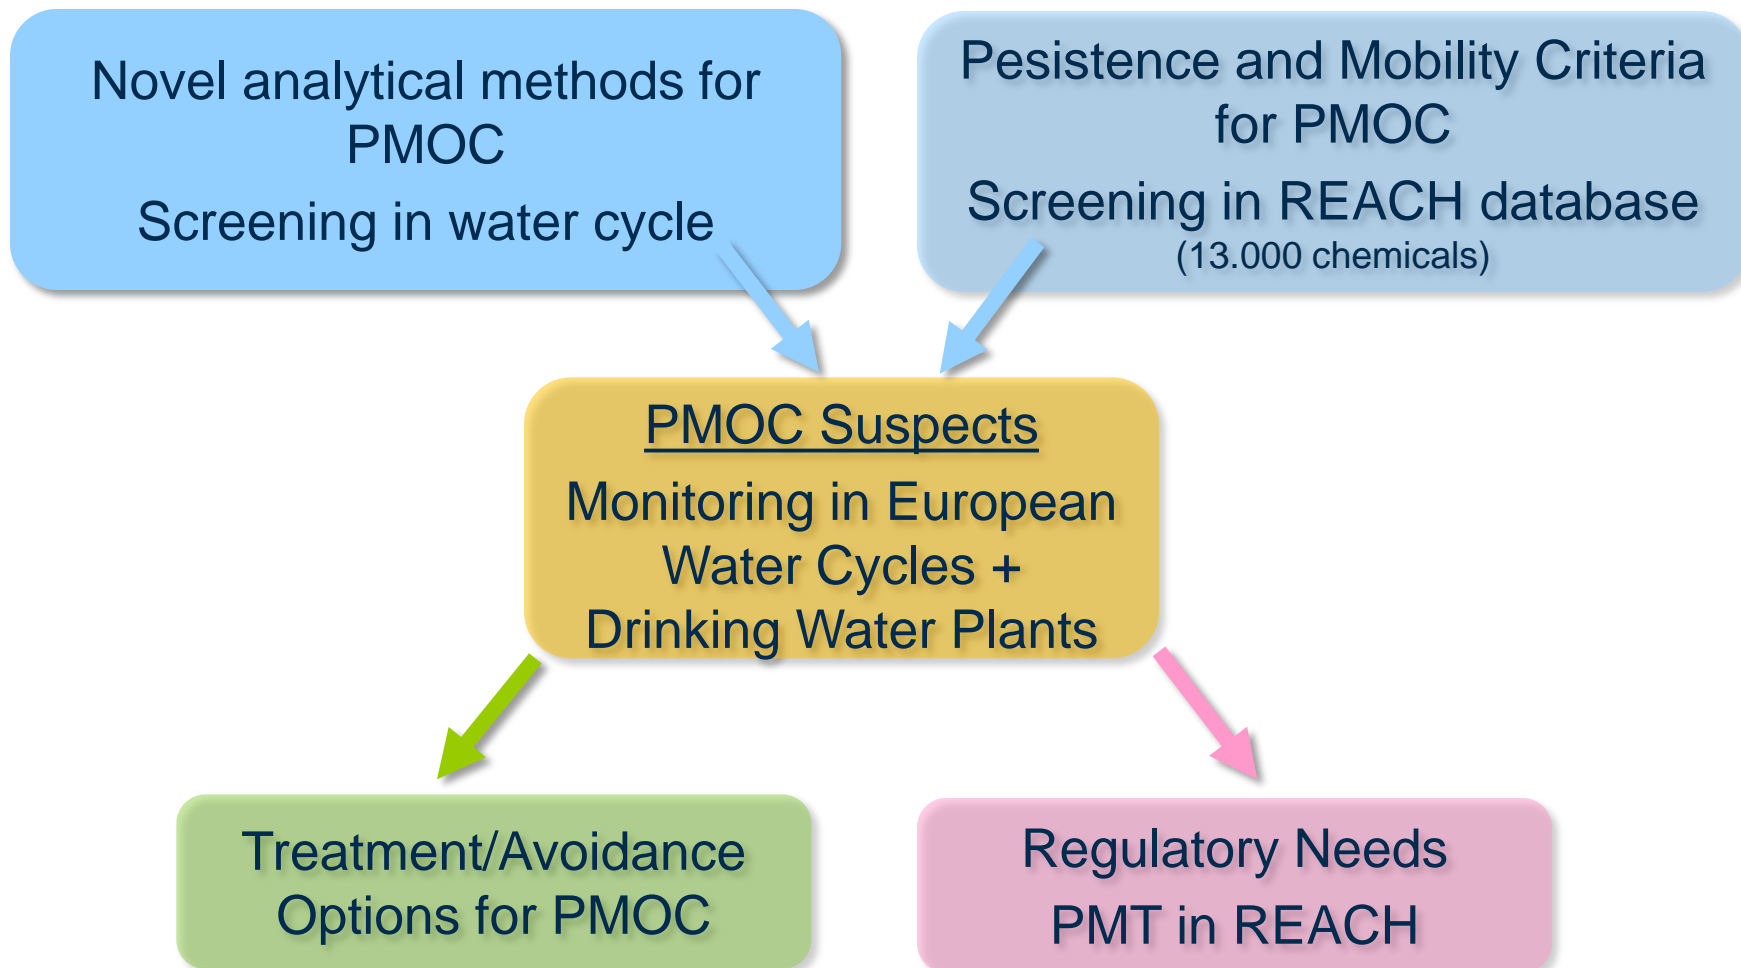 Novel analytical methods for
PMOC
Screening in water cycle
Pesistence and Mobility Criteria
for PMOC
Screening in REACH database
(13.000 chemicals)
PMOC Suspects
Monitoring in European
Water Cycles +
Drinking Water Plants
Treatment/Avoidance
Options for PMOC
Regulatory Needs
PMT in REACH